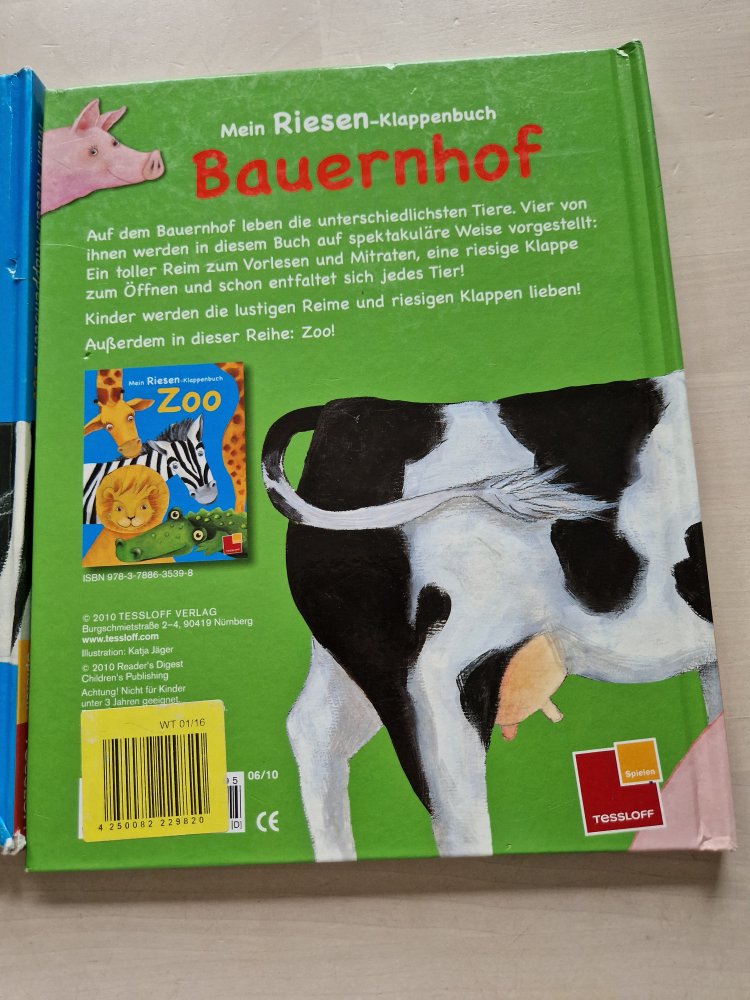 Mein Riesen-Klappenbuch
Bauernhof
Auf dem Bauernhof leben die unterschiedlichsten Tiere. Vier von
ihnen werden in diesem Buch auf spektakuläre Weise vorgestellt:
Ein toller Reim zum Vorlesen und Mitraten, eine riesige Klappe
zum Öffnen und schon entfaltet sich jedes Tier!
Kinder werden die lustigen Reime und riesigen Klappen lieben!
Außerdem in dieser Reihe: Zoo!
Mein Riesen-Klappenbuch
Zoo
ISBN 978-3-7886-3539-8
© 2010 TESSLOFF VERLAG
Burgschmietstraße 2–4, 90419 Nürnberg
www.tessloff.com
Illustration: Katja Jäger
© 2010 Reader's Digest
Children's Publishing
Achtung! Nicht für Kinder
unter 3 Jahren geeignet.
WT 01/16
4 250082 229820
9 5
06/10
[D]
CE
Spielen
TESSLOFF